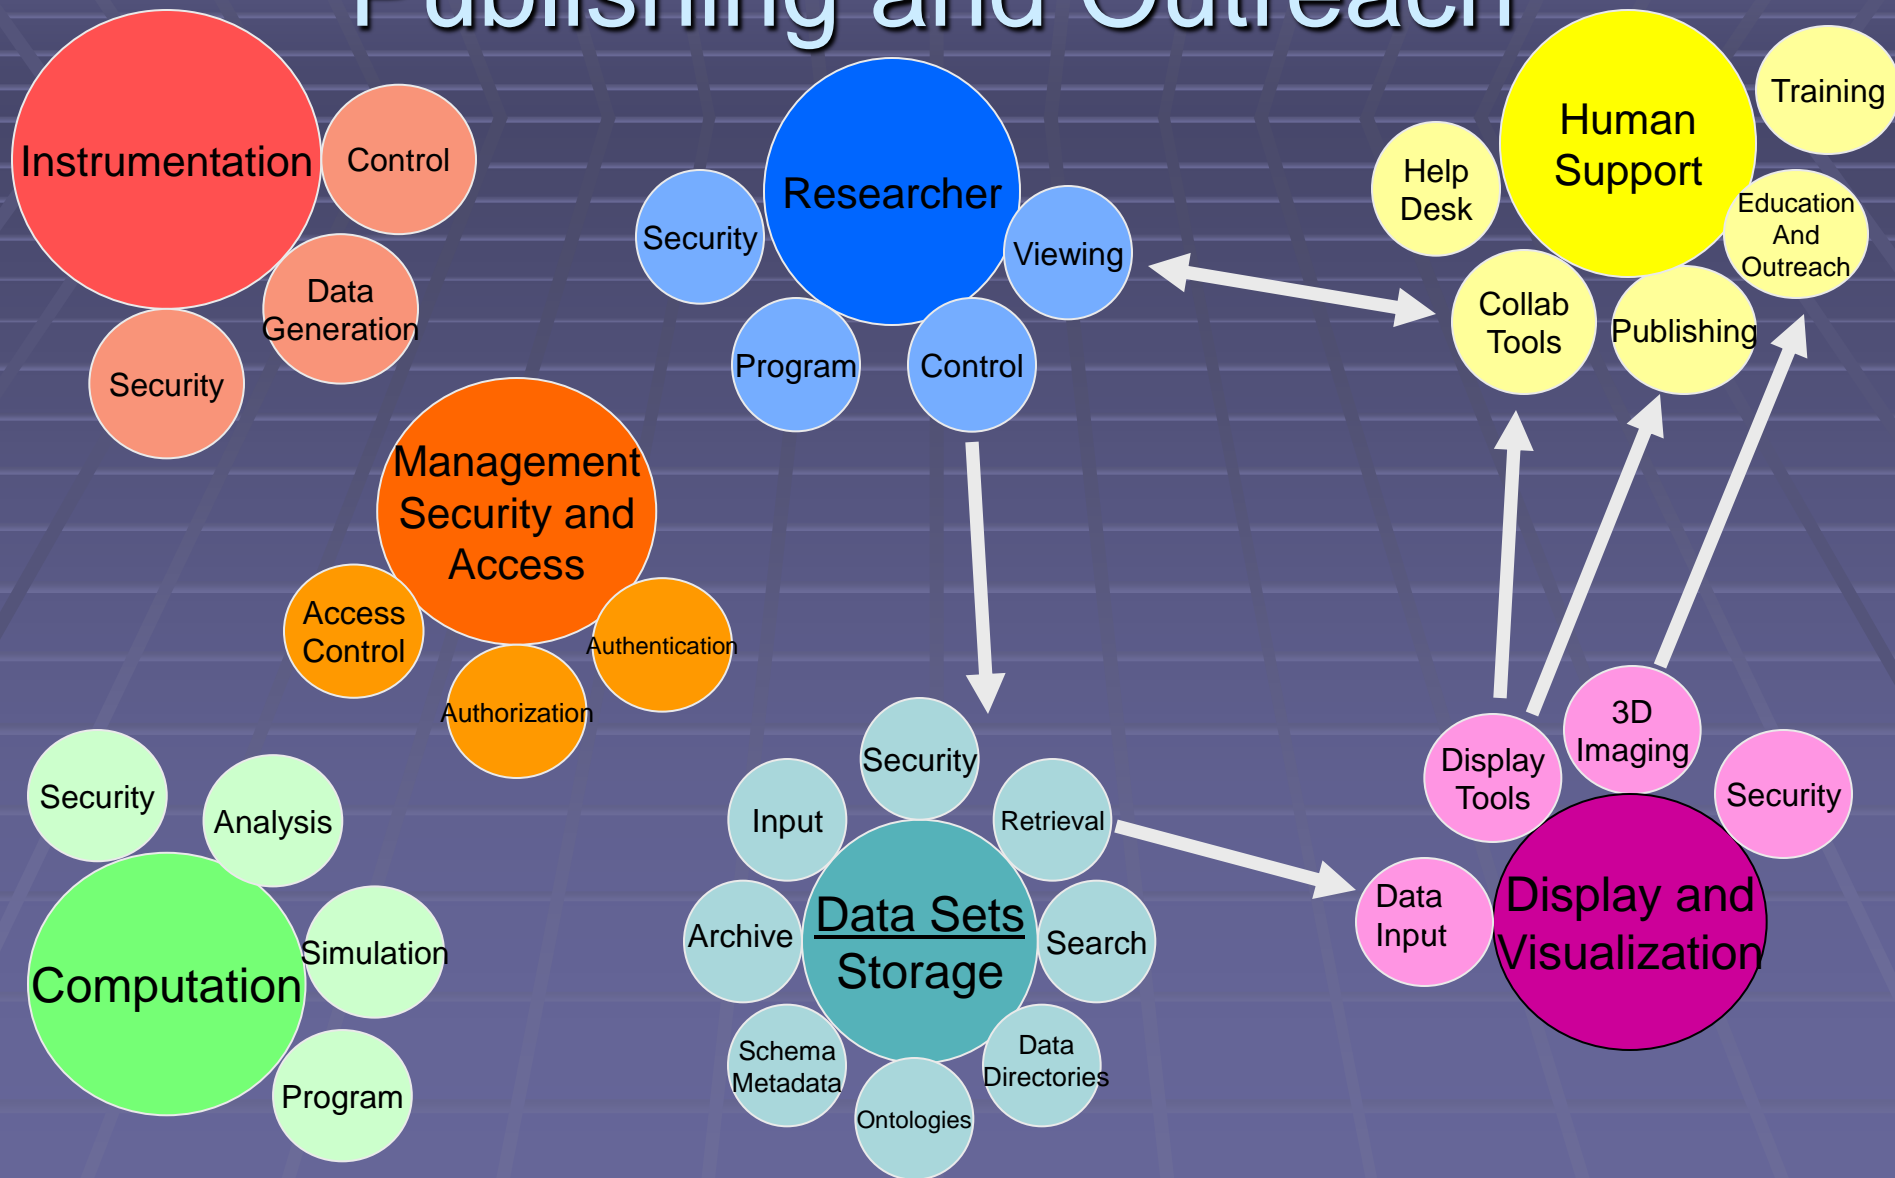 Publishing and Outreach
Instrumentation
Control
Data
Generation
Security
Researcher
Security
Viewing
Program
Control
Human
Support
Training
Help
Desk
Education
And
Outreach
Collab
Tools
Publishing
Management
Security and
Access
Access
Control
Authentication
Authorization
Security
Analysis
Simulation
Computation
Program
Security
Input
Retrieval
Archive
Data Sets
Storage
Search
Schema
Metadata
Data
Directories
Ontologies
3D
Imaging
Display
Tools
Security
Data
Input
Display and
Visualization